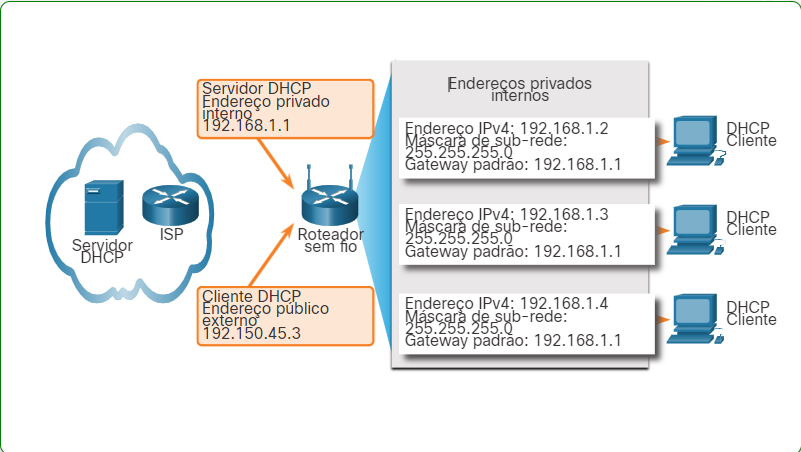 Servidor DHCP
Endereço privado
interno
192.168.1.1
Servidor
DHCP
ISP
Roteador
sem fio
Cliente DHCP
Endereço público
externo
192.150.45.3
Endereços privados
internos
Endereço IPv4: 192.168.1.2
Máscara de sub-rede:
255.255.255.0
Gateway padrão: 192.168.1.1
DHCP
Cliente
Endereço IPv4: 192.168.1.3
Máscara de sub-rede:
255.255.255.0
Gateway padrão: 192.168.1.1
DHCP
Cliente
Endereço IPv4: 192.168.1.4
Máscara de sub-rede:
255.255.255.0
Gateway padrão: 192.168.1.1
DHCP
Cliente